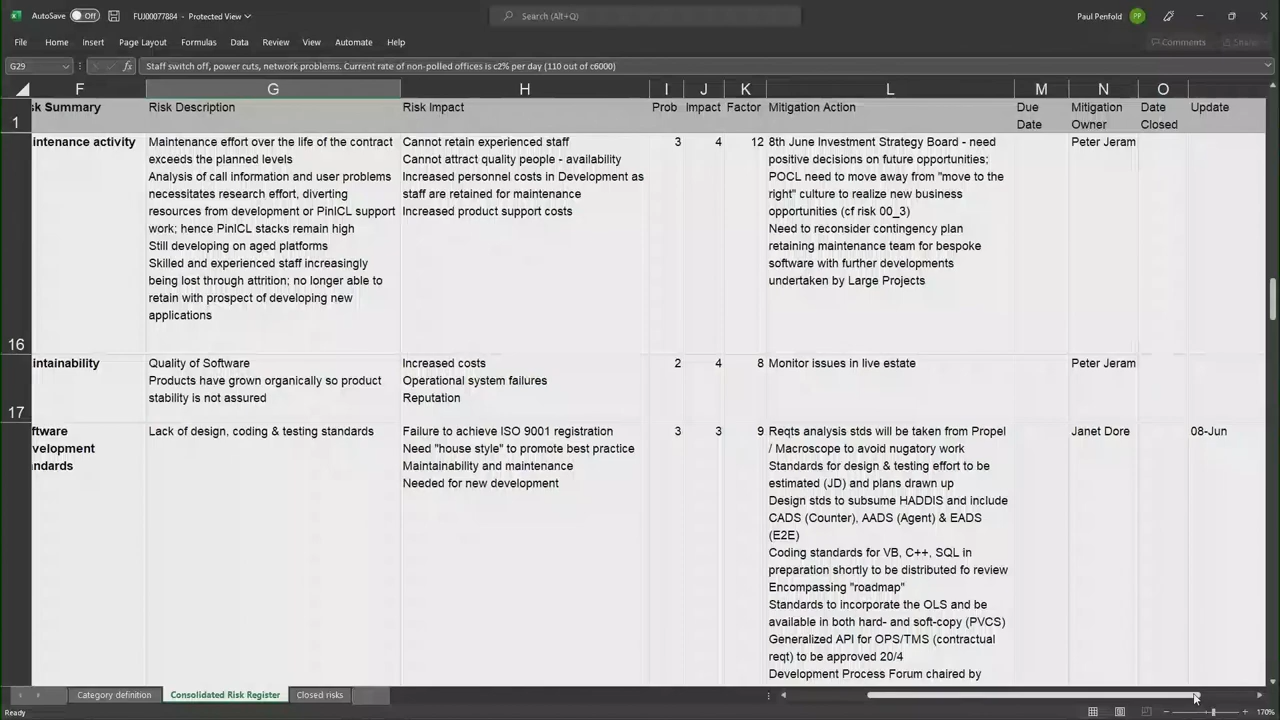 AutoSave Off FUJ00077884 - Protected View Search (Alt+Q) Paul Penfold PP
File Home Insert Page Layout Formulas Data Review View Automate Help Comments Share
G29 fx Staff switch off, power cuts, network problems. Current rate of non-polled offices is c2% per day (110 out of c6000)
F G H I J K L M N O
1
sk Summary
Risk Description
Risk Impact
Prob
Impact
Factor
Mitigation Action
Due
Date
Mitigation
Owner
Date
Closed
Update
16
intenance activity
Maintenance effort over the life of the contract
exceeds the planned levels
Analysis of call information and user problems
necessitates research effort, diverting
resources from development or PinICL support
work; hence PinICL stacks remain high
Still developing on aged platforms
Skilled and experienced staff increasingly
being lost through attrition; no longer able to
retain with prospect of developing new
applications
Cannot retain experienced staff
Cannot attract quality people - availability
Increased personnel costs in Development as
staff are retained for maintenance
Increased product support costs
3
4
12
8th June Investment Strategy Board - need
positive decisions on future opportunities;
POCL need to move away from "move to the
right" culture to realize new business
opportunities (cf risk 00_3)
Need to reconsider contingency plan
retaining maintenance team for bespoke
software with further developments
undertaken by Large Projects
Peter Jeram
17
intainability
Quality of Software
Products have grown organically so product
stability is not assured
Increased costs
Operational system failures
Reputation
2
4
8
Monitor issues in live estate
Peter Jeram
ftware
velopment
ndards
Lack of design, coding & testing standards
Failure to achieve ISO 9001 registration
Need "house style" to promote best practice
Maintainability and maintenance
Needed for new development
3
3
9
Reqts analysis stds will be taken from Propel
/ Macroscope to avoid nugatory work
Standards for design & testing effort to be
estimated (JD) and plans drawn up
Design stds to subsume HADDIS and include
CADS (Counter), AADS (Agent) & EADS
(E2E)
Coding standards for VB, C++, SQL in
preparation shortly to be distributed fo review
Encompassing "roadmap"
Standards to incorporate the OLS and be
available in both hard- and soft-copy (PVCS)
Generalized API for OPS/TMS (contractual
reqt) to be approved 20/4
Development Process Forum chaired by
Janet Dore
08-Jun
Category definition Consolidated Risk Register Closed risks
Ready 170%